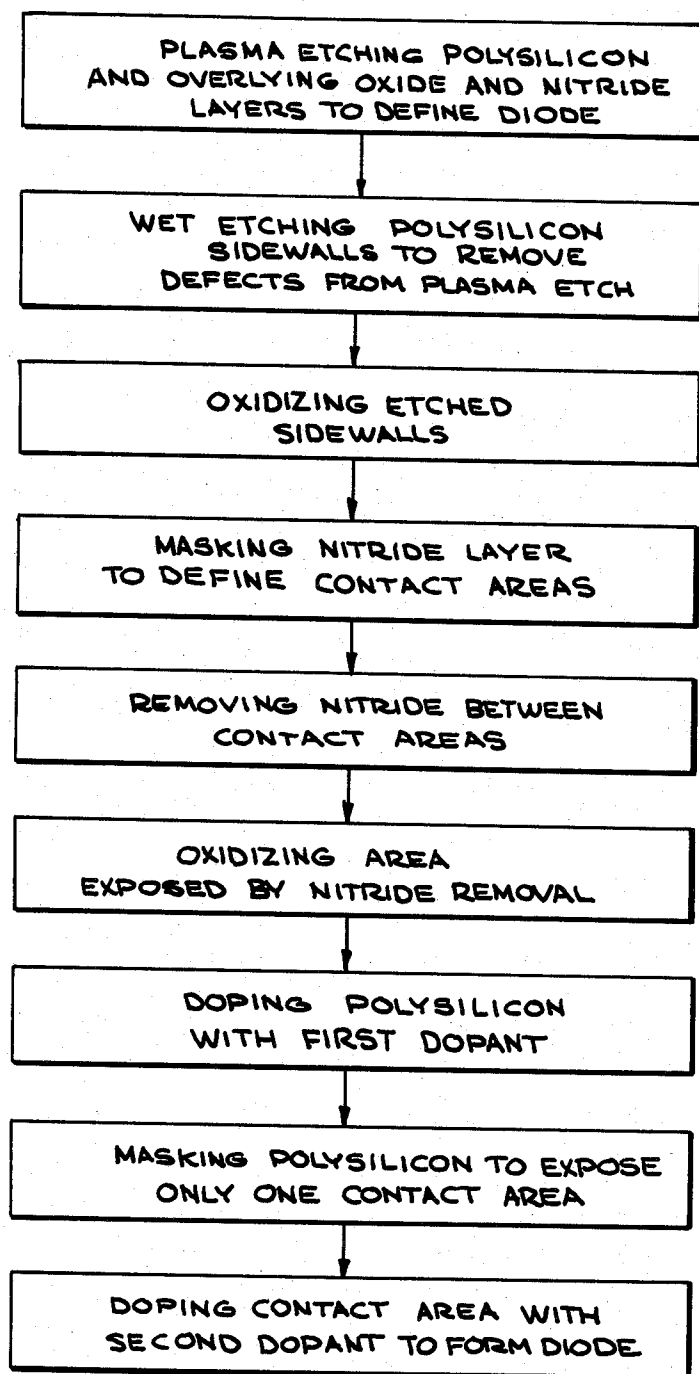 PLASMA ETCHING POLYSILICON
AND OVERLYING OXIDE AND NITRIDE
LAYERS TO DEFINE DIODE
WET ETCHING POLYSILICON
SIDEWALLS TO REMOVE
DEFECTS FROM PLASMA ETCH
OXIDIZING ETCHED
SIDEWALLS
MASKING NITRIDE LAYER
TO DEFINE CONTACT AREAS
REMOVING NITRIDE BETWEEN
CONTACT AREAS
OXIDIZING AREA
EXPOSED BY NITRIDE REMOVAL
DOPING POLYSILICON
WITH FIRST DOPANT
MASKING POLYSILICON TO EXPOSE
ONLY ONE CONTACT AREA
DOPING CONTACT AREA WITH
SECOND DOPANT TO FORM DIODE